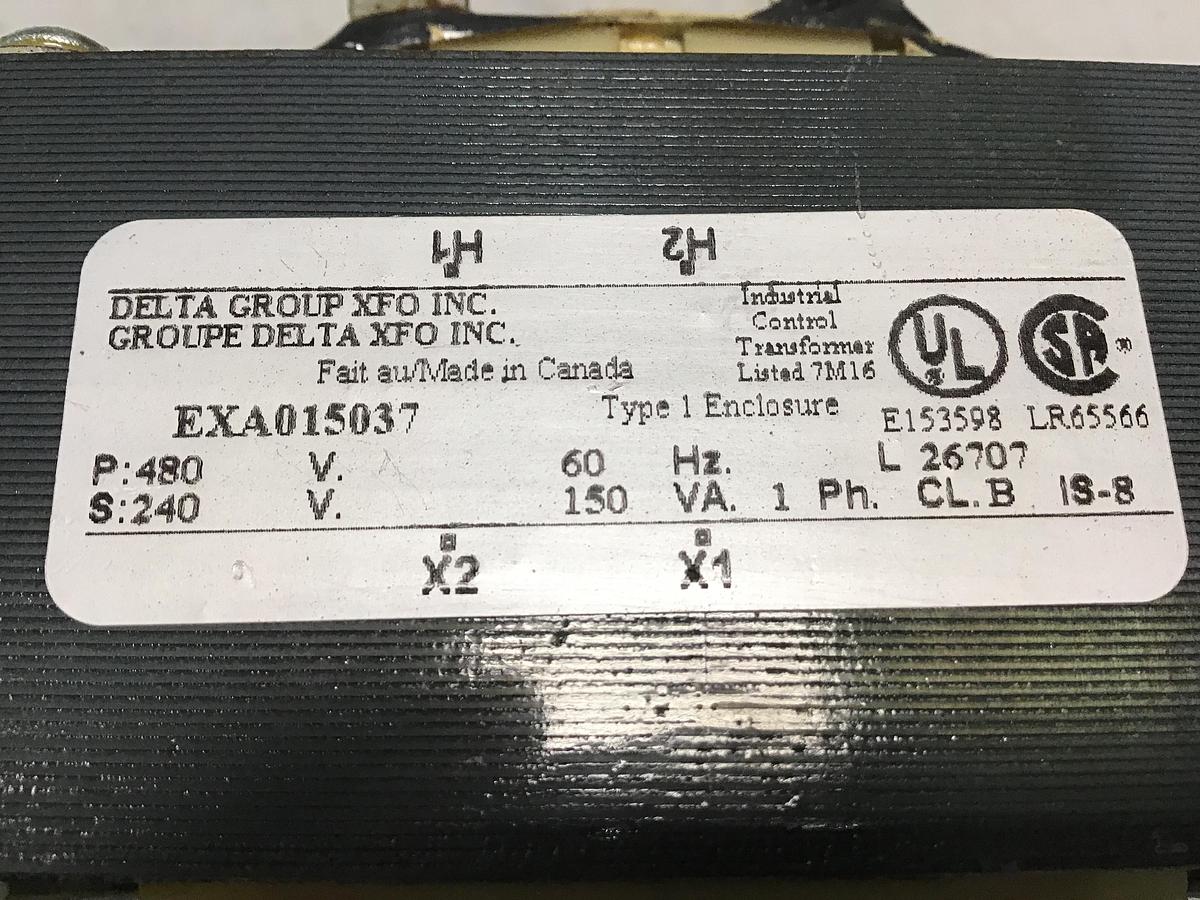 H1 H2
DELTA GROUP XFO INC.
GROUPE DELTA XFO INC.
Fait au/Made in Canada
Industrial
Control
Transformer
Listed 7M16
UL ®
SA ®
EXA015037
Type 1 Enclosure
E153598 LR65566
L 26707
P:480 V. 60 Hz.
S:240 V. 150 VA. 1 Ph. CL.B IS-8
X2 X1